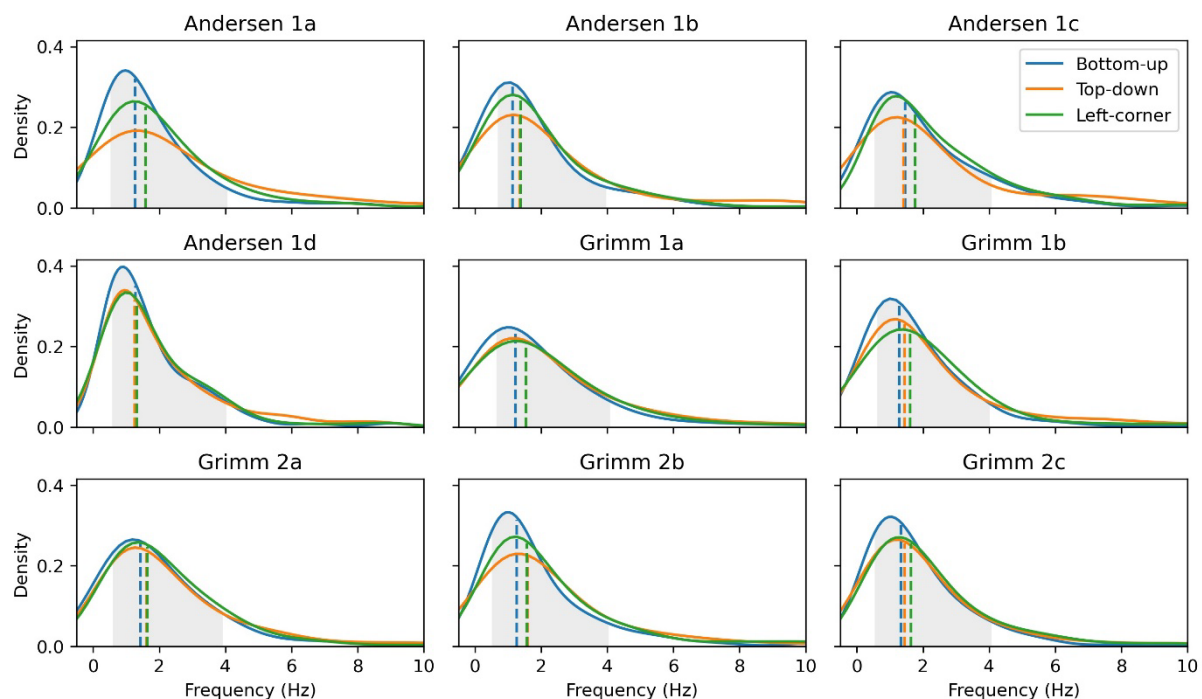 Andersen 1a
Andersen 1b
Andersen 1c
0.4
0.2
0.0
Density
Bottom-up
Top-down
Left-corner
Andersen 1d
Grimm 1a
Grimm 1b
0.4
0.2
0.0
Density
Grimm 2a
Grimm 2b
Grimm 2c
0.4
0.2
0.0
Density
0 2 4 6 8 10
0 2 4 6 8 10
0 2 4 6 8 10
Frequency (Hz)
Frequency (Hz)
Frequency (Hz)